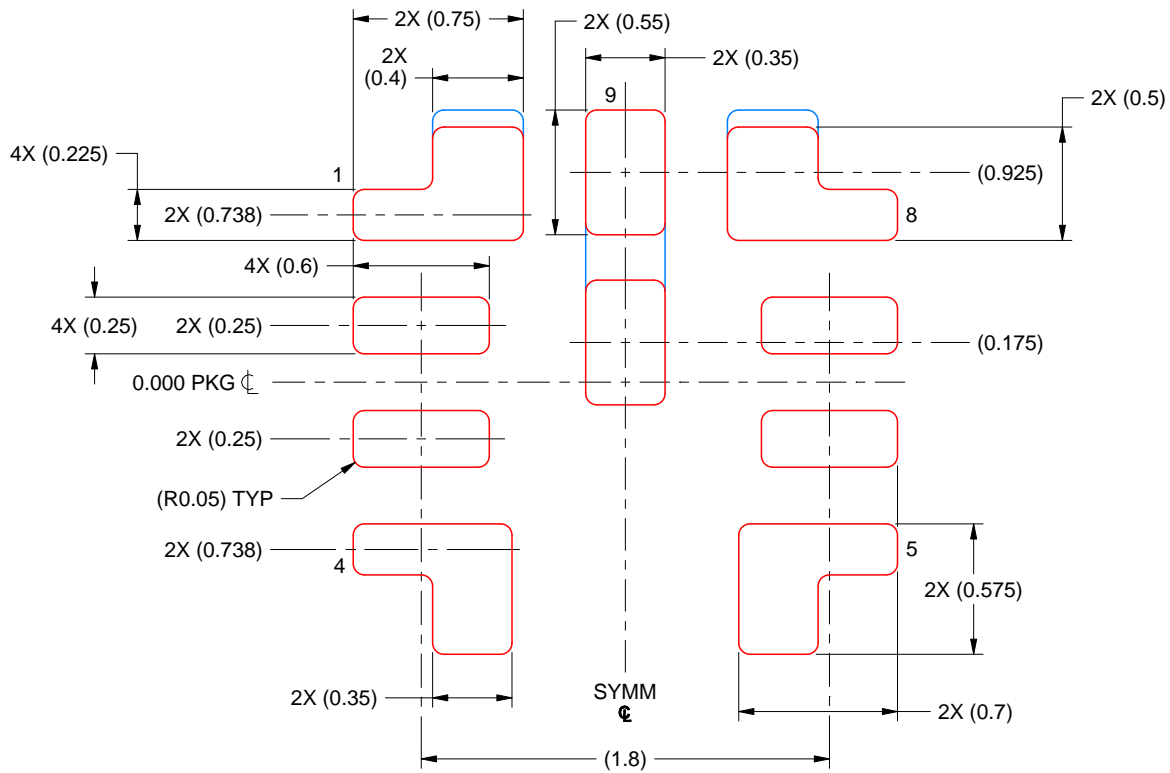 2X (0.75)
2X (0.55)
2X
(0.4)
2X (0.35)
9
2X (0.5)
4X (0.225)
1
(0.925)
2X (0.738)
8
4X (0.6)
4X (0.25)
2X (0.25)
(0.175)
0.000 PKG ℄
2X (0.25)
(R0.05) TYP
2X (0.738)
4
5
2X (0.575)
2X (0.35)
SYMM
℄
2X (0.7)
(1.8)